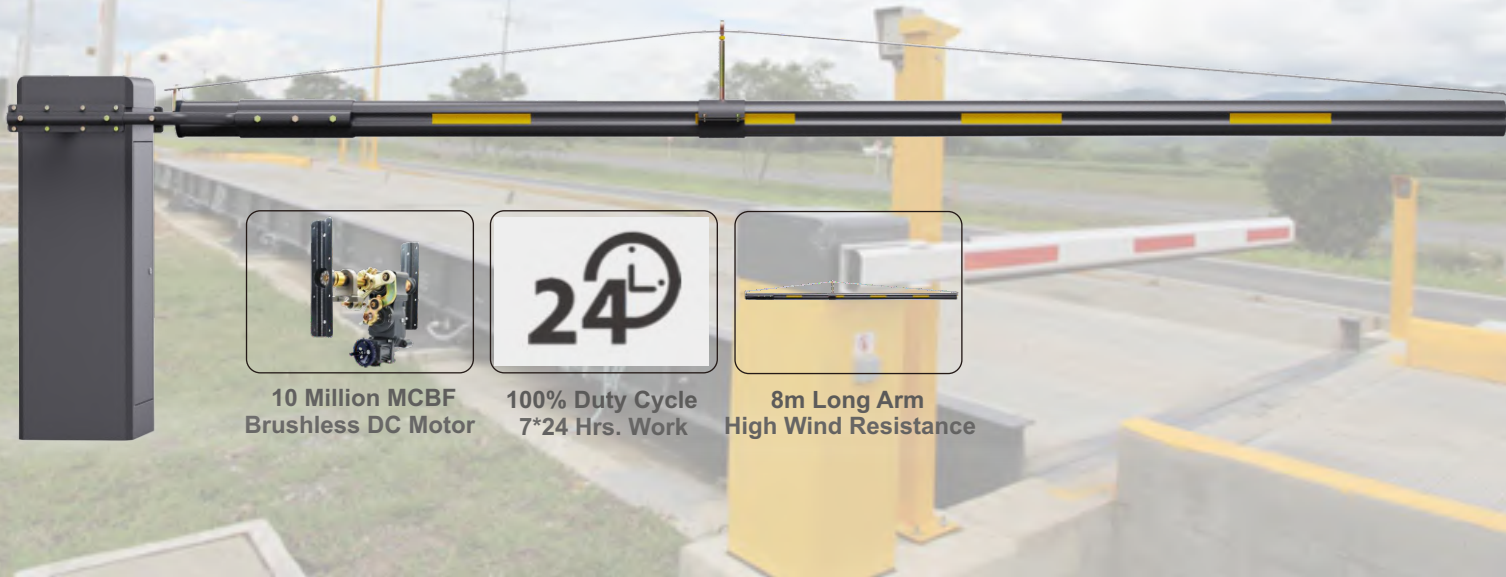 24
10 Million MCBF
Brushless DC Motor
100% Duty Cycle
7*24 Hrs. Work
8m Long Arm
High Wind Resistance